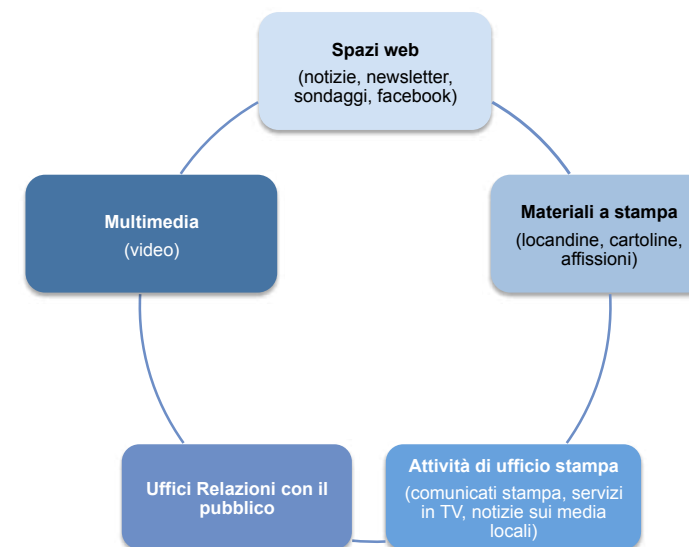 Spazi web
(notizie, newsletter,
sondaggi, facebook)
Materiali a stampa
(locandine, cartoline,
affissioni)
Attività di ufficio stampa
(comunicati stampa, servizi
in TV, notizie sui media
locali)
Uffici Relazioni con il
pubblico
Multimedia
(video)